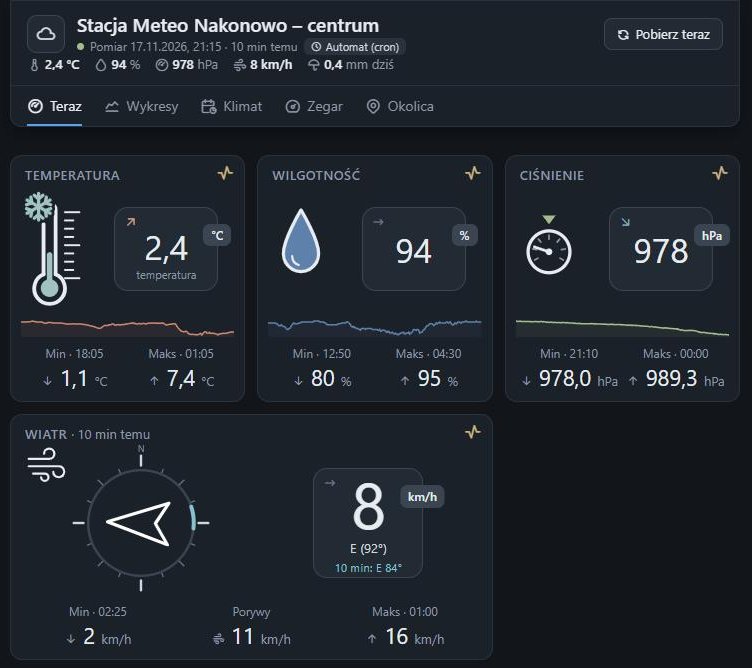 Stacja Meteo Nakonowo – centrum
Pomiar 17.11.2026, 21:15 · 10 min temu Automat (cron)
2,4 °C 94 % 978 hPa 8 km/h 0,4 mm dziś
Pobierz teraz
Teraz Wykresy Klimat Zegar Okolica
TEMPERATURA
2,4
°C
temperatura
Min · 18:05 Maks · 01:05
↓ 1,1 °C ↑ 7,4 °C
WILGOTNOŚĆ
94
%
Min · 12:50 Maks · 04:30
↓ 80 % ↑ 95 %
CIŚNIENIE
978
hPa
Min · 21:10 Maks · 00:00
↓ 978,0 hPa ↑ 989,3 hPa
WIATR · 10 min temu
N
8
km/h
E (92°)
10 min: E 84°
Min · 02:25 Porywy Maks · 01:00
↓ 2 km/h 11 km/h ↑ 16 km/h